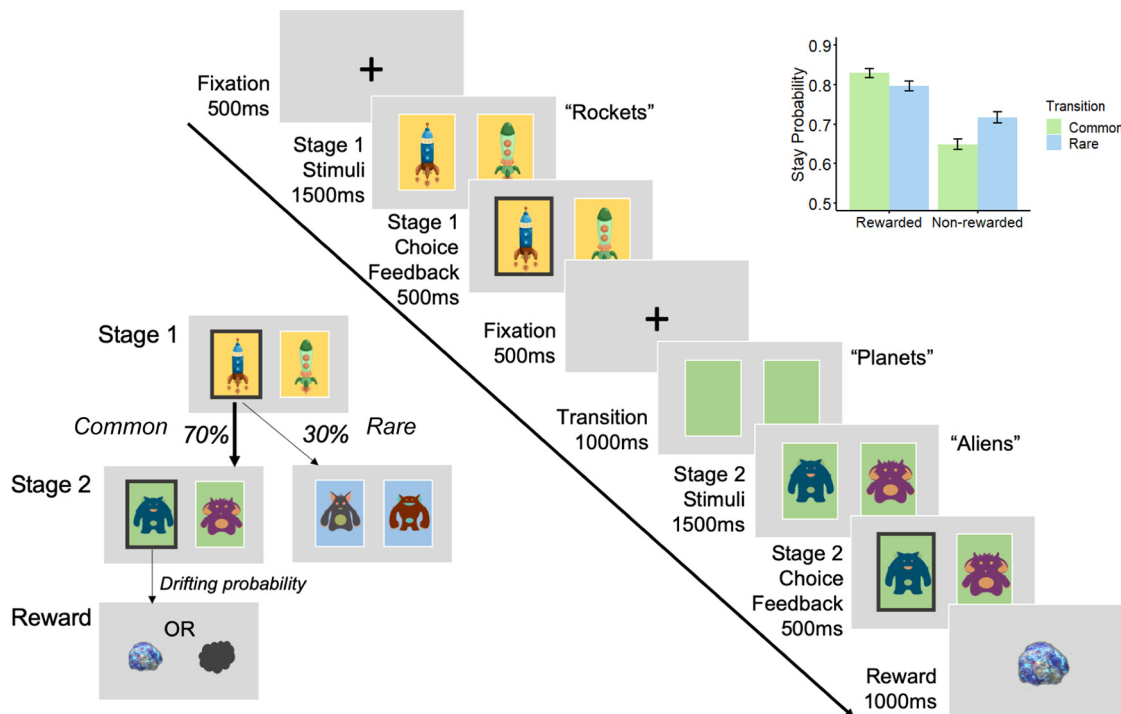 Fixation
500ms
"Rockets"
Stage 1
Stimuli
1500ms
Stage 1
Choice
Feedback
500ms
Fixation
500ms
"Planets"
Transition
1000ms
"Aliens"
Stage 2
Stimuli
1500ms
Stage 2
Choice
Feedback
500ms
Reward
1000ms
Stage 1
Common 70% 30% Rare
Stage 2
Drifting probability
Reward
OR
Stay Probability
0.9
0.8
0.7
0.6
0.5
Rewarded Non-rewarded
Transition
Common
Rare